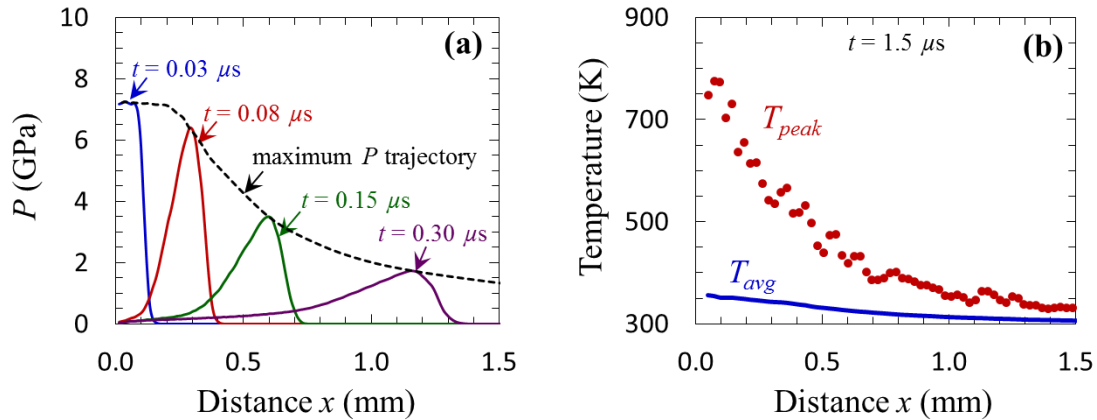 (a)
10
8
6
4
2
0
P (GPa)
t = 0.03 μs
t = 0.08 μs
maximum P trajectory
t = 0.15 μs
t = 0.30 μs
0.0 0.5 1.0 1.5
Distance x (mm)
(b)
900
700
500
300
Temperature (K)
t = 1.5 μs
T_peak
T_avg
0.0 0.5 1.0 1.5
Distance x (mm)